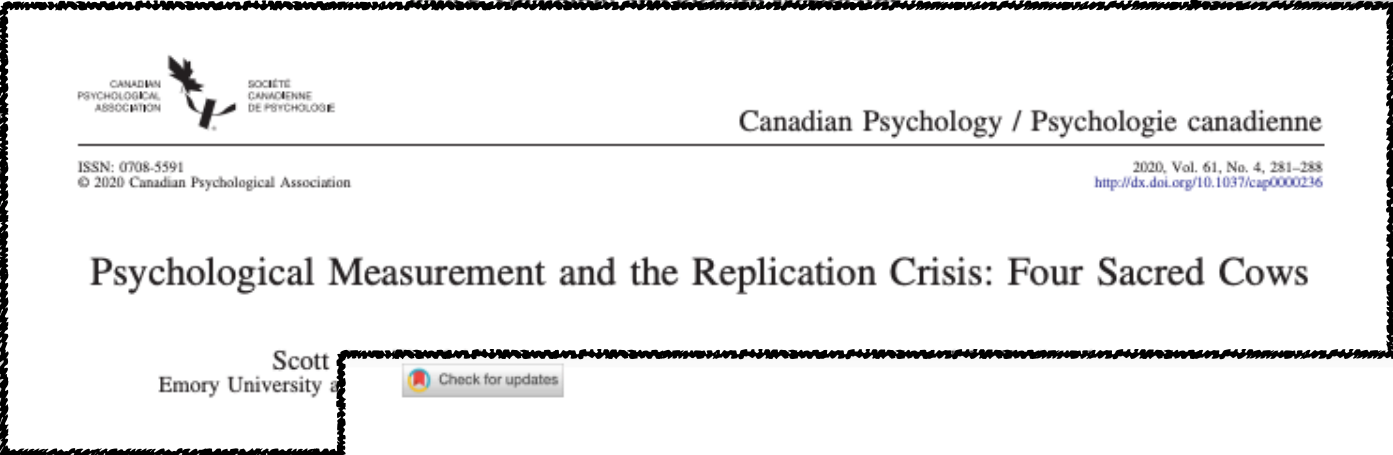 CANADIAN
PSYCHOLOGICAL
ASSOCIATION
SOCIÉTÉ
CANADIENNE
DE PSYCHOLOGIE
Canadian Psychology / Psychologie canadienne
ISSN: 0708-5591
© 2020 Canadian Psychological Association
2020, Vol. 61, No. 4, 281–288
http://dx.doi.org/10.1037/cap0000236
Psychological Measurement and the Replication Crisis: Four Sacred Cows
Scott
Emory University
Check for updates